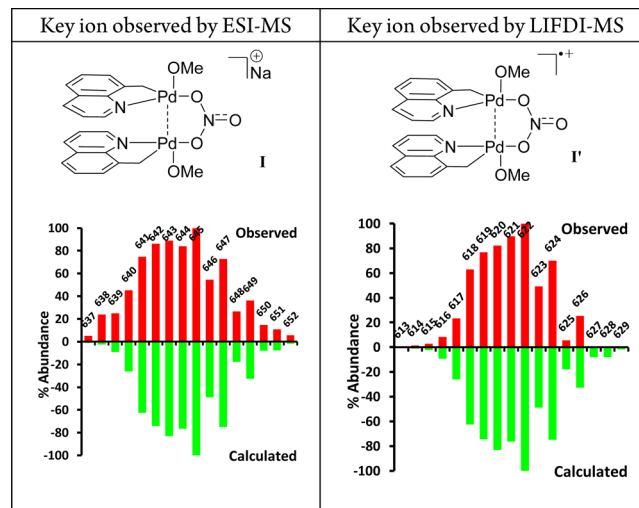 Key ion observed by ESI-MS
Key ion observed by LIFDI-MS
OMe
⊕
Na
Pd
N
O
N
O
O
N
Pd
OMe
I
OMe
•+
Pd
N
O
N
O
O
N
Pd
OMe
I'
% Abundance
100
80
60
40
20
0
-20
-40
-60
-80
-100
637
638
639
640
641
642
643
644
645
646
647
648
649
650
651
652
Observed
Calculated
% Abundance
100
80
60
40
20
0
-20
-40
-60
-80
-100
613
614
615
616
617
618
619
620
621
622
623
624
625
626
627
628
629
Observed
Calculated